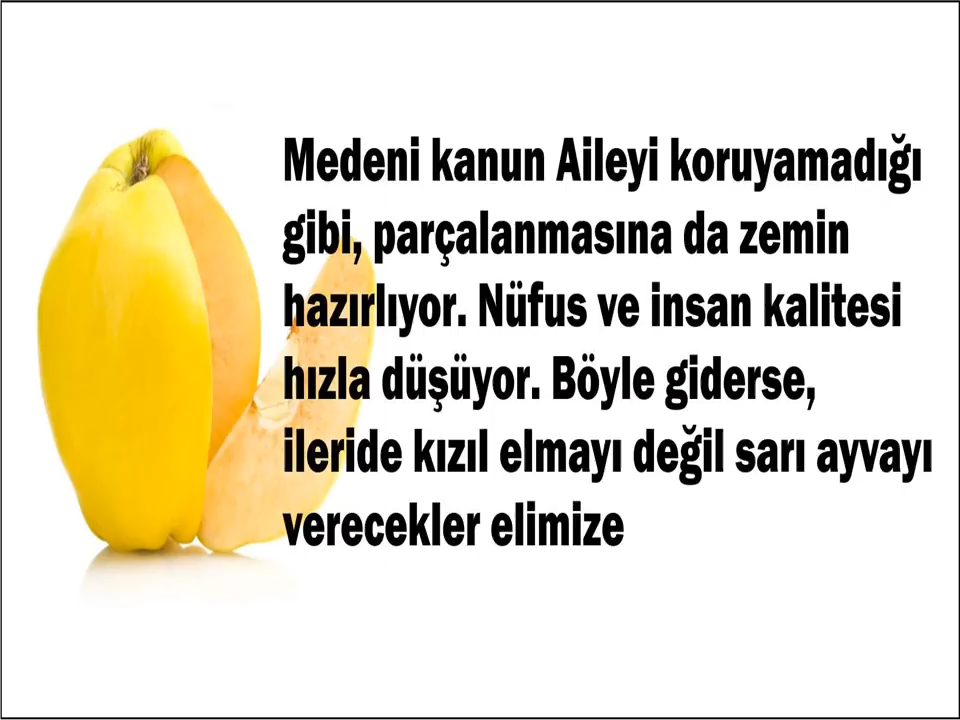 Medeni kanun Aileyi koruyamadığı
gibi, parçalanmasına da zemin
hazırlıyor. Nüfus ve insan kalitesi
hızla düşüyor. Böyle giderse,
ileride kızıl elmayı değil sarı ayvayı
verecekler elimize